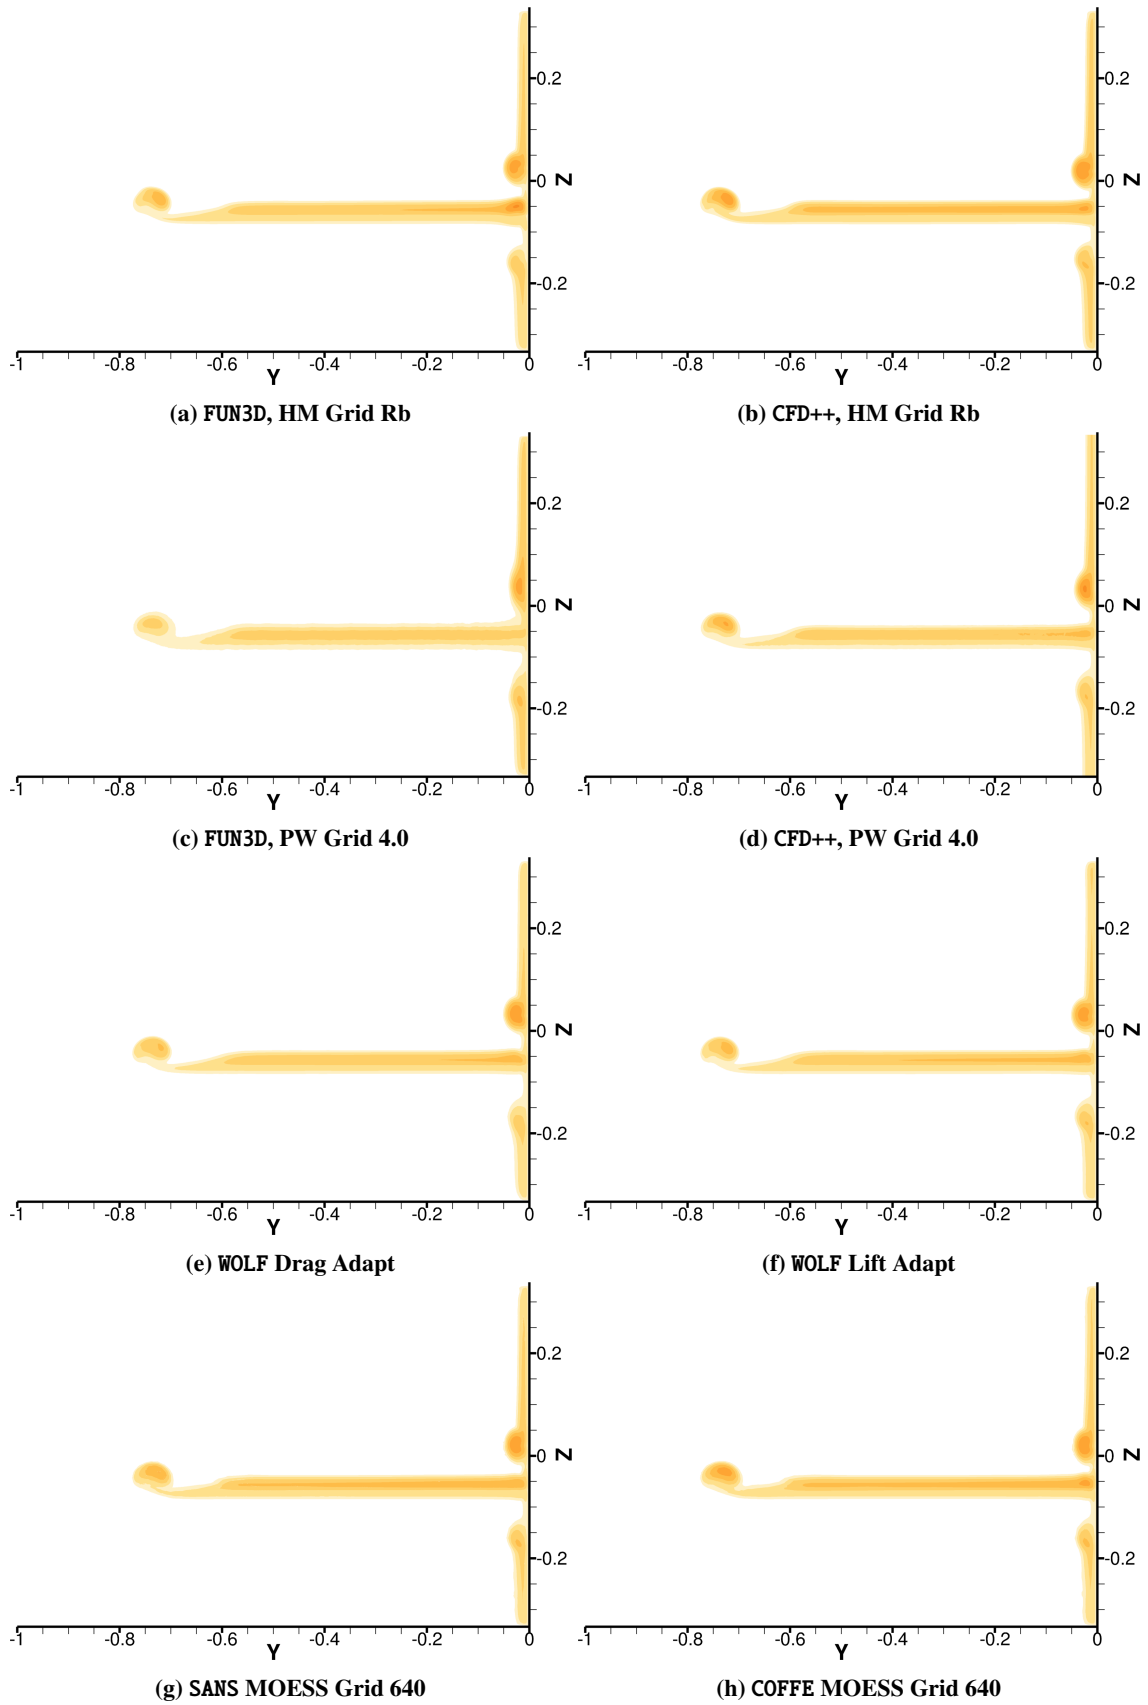 0.2
0 Z
-0.2
-1 -0.8 -0.6 -0.4 -0.2 0
Y
(a) FUN3D, HM Grid Rb
0.2
0 Z
-0.2
-1 -0.8 -0.6 -0.4 -0.2 0
Y
(b) CFD++, HM Grid Rb
0.2
0 Z
-0.2
-1 -0.8 -0.6 -0.4 -0.2 0
Y
(c) FUN3D, PW Grid 4.0
0.2
0 Z
-0.2
-1 -0.8 -0.6 -0.4 -0.2 0
Y
(d) CFD++, PW Grid 4.0
0.2
0 Z
-0.2
-1 -0.8 -0.6 -0.4 -0.2 0
Y
(e) WOLF Drag Adapt
0.2
0 Z
-0.2
-1 -0.8 -0.6 -0.4 -0.2 0
Y
(f) WOLF Lift Adapt
0.2
0 Z
-0.2
-1 -0.8 -0.6 -0.4 -0.2 0
Y
(g) SANS MOESS Grid 640
0.2
0 Z
-0.2
-1 -0.8 -0.6 -0.4 -0.2 0
Y
(h) COFFE MOESS Grid 640